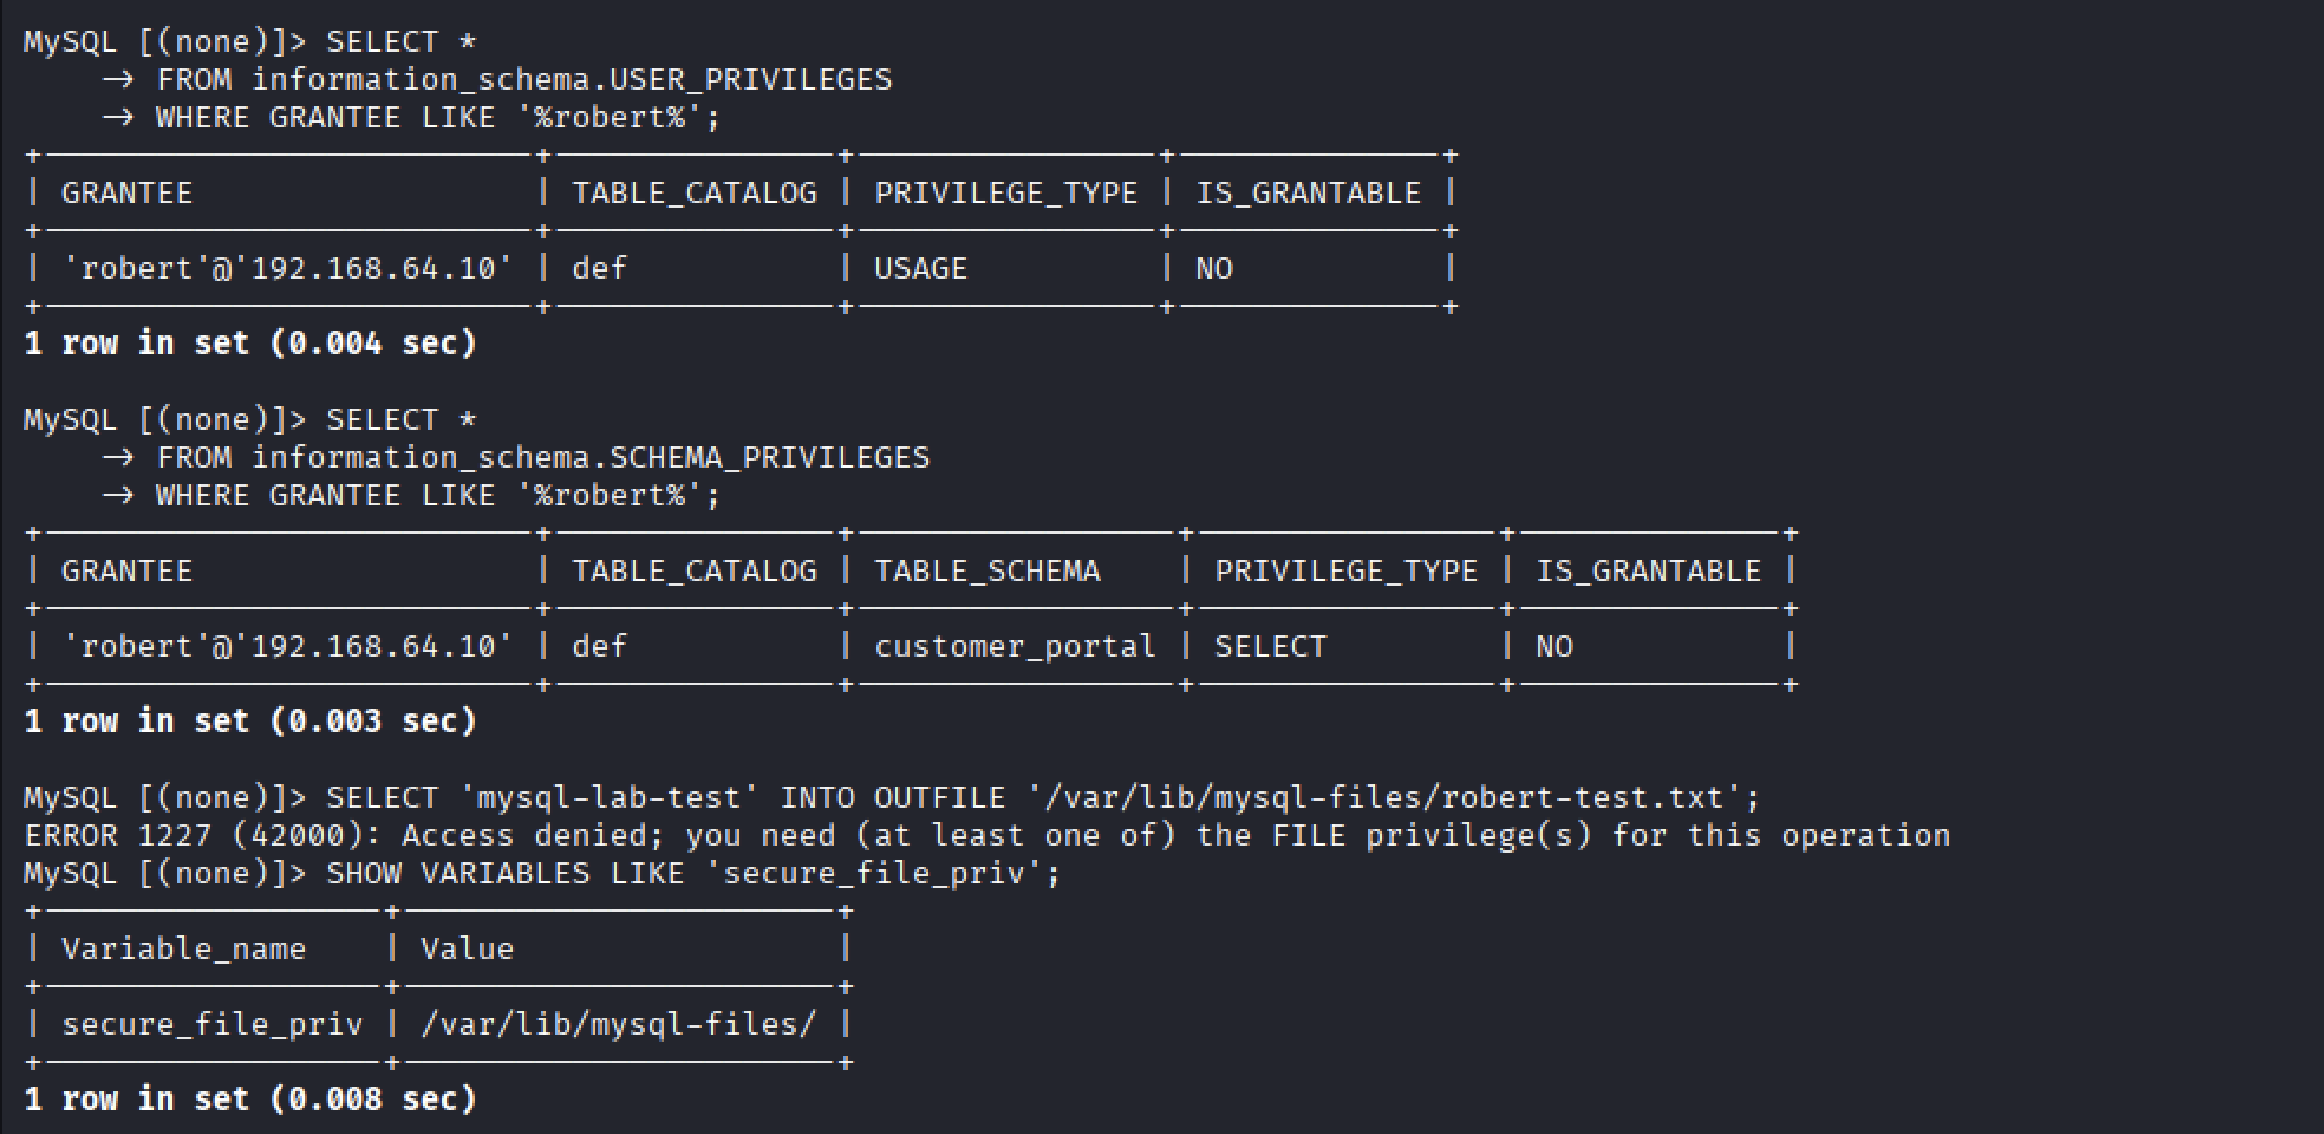 MySQL [(none)]> SELECT *
    → FROM information_schema.USER_PRIVILEGES
    → WHERE GRANTEE LIKE '%robert%';
+--------------------------+---------------+----------------+--------------+
| GRANTEE                  | TABLE_CATALOG | PRIVILEGE_TYPE | IS_GRANTABLE |
+--------------------------+---------------+----------------+--------------+
| 'robert'@'192.168.64.10' | def           | USAGE          | NO           |
+--------------------------+---------------+----------------+--------------+
1 row in set (0.004 sec)

MySQL [(none)]> SELECT *
    → FROM information_schema.SCHEMA_PRIVILEGES
    → WHERE GRANTEE LIKE '%robert%';
+--------------------------+---------------+-----------------+----------------+--------------+
| GRANTEE                  | TABLE_CATALOG | TABLE_SCHEMA    | PRIVILEGE_TYPE | IS_GRANTABLE |
+--------------------------+---------------+-----------------+----------------+--------------+
| 'robert'@'192.168.64.10' | def           | customer_portal | SELECT         | NO           |
+--------------------------+---------------+-----------------+----------------+--------------+
1 row in set (0.003 sec)

MySQL [(none)]> SELECT 'mysql-lab-test' INTO OUTFILE '/var/lib/mysql-files/robert-test.txt';
ERROR 1227 (42000): Access denied; you need (at least one of) the FILE privilege(s) for this operation
MySQL [(none)]> SHOW VARIABLES LIKE 'secure_file_priv';
+------------------+-----------------------+
| Variable_name    | Value                 |
+------------------+-----------------------+
| secure_file_priv | /var/lib/mysql-files/ |
+------------------+-----------------------+
1 row in set (0.008 sec)